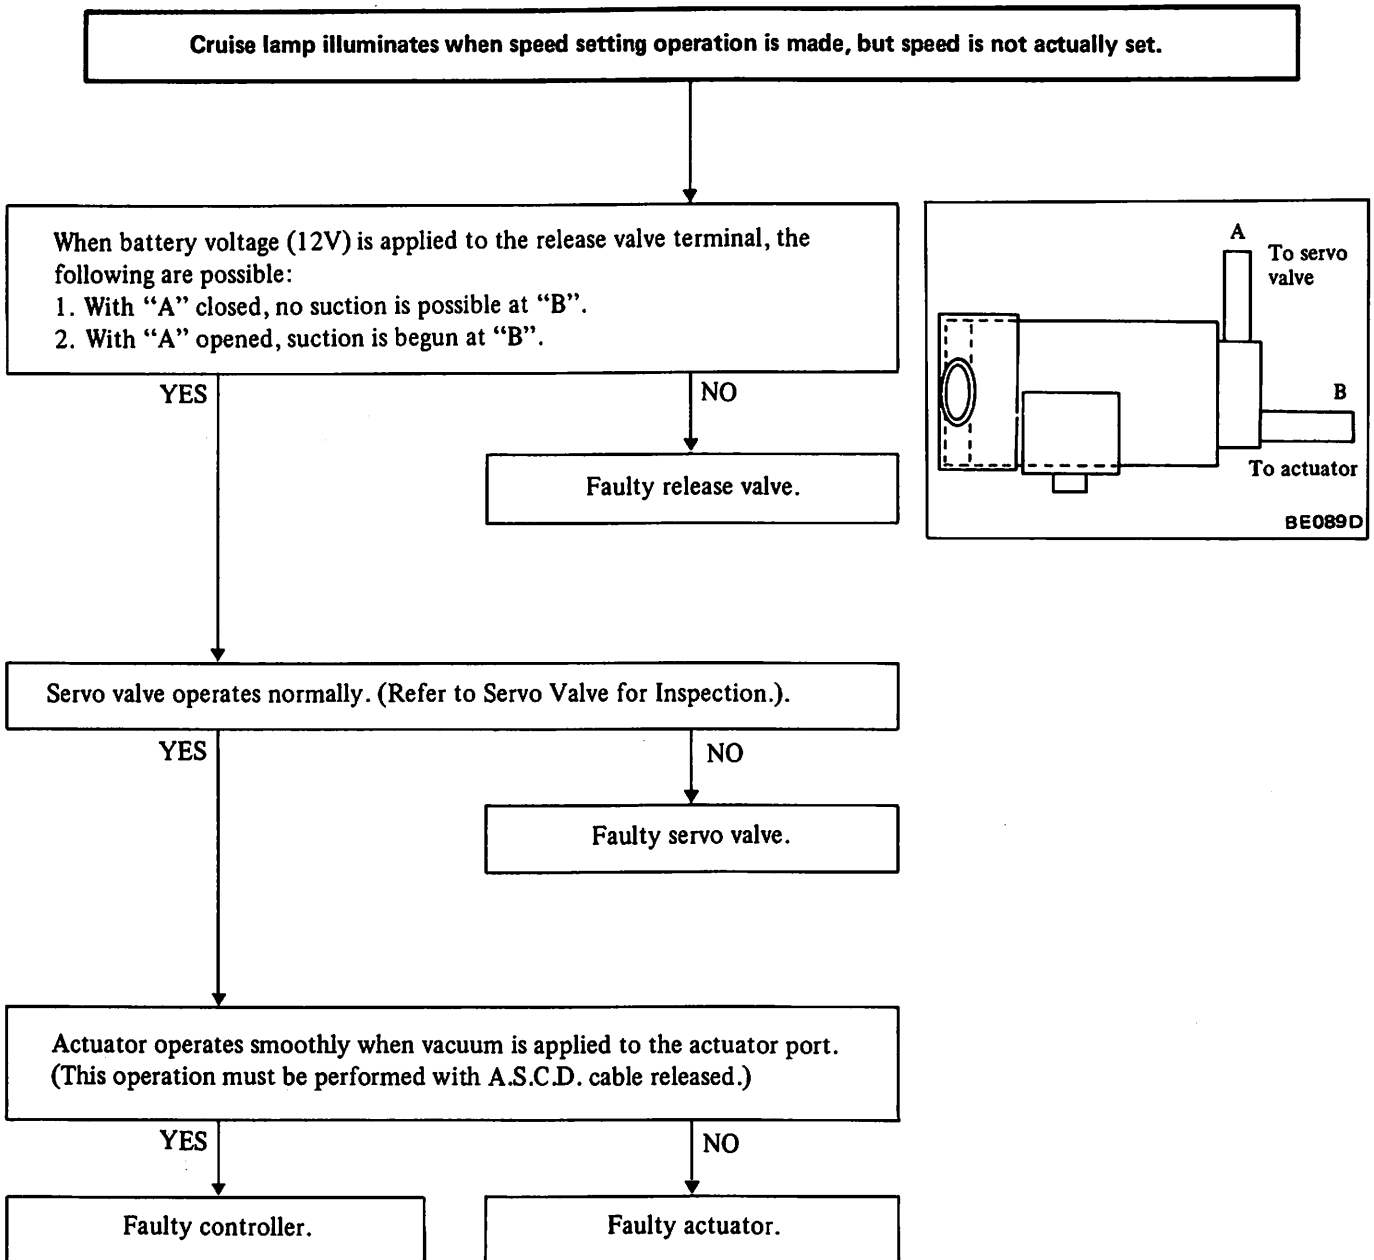 Cruise lamp illuminates when speed setting operation is made, but speed is not actually set.
When battery voltage (12V) is applied to the release valve terminal, the
following are possible:
1. With “A” closed, no suction is possible at “B”.
2. With “A” opened, suction is begun at “B”.
A
To servo
valve
B
To actuator
BE089D
YES
NO
Faulty release valve.
Servo valve operates normally. (Refer to Servo Valve for Inspection.).
YES
NO
Faulty servo valve.
Actuator operates smoothly when vacuum is applied to the actuator port.
(This operation must be performed with A.S.C.D. cable released.)
YES
NO
Faulty controller.
Faulty actuator.